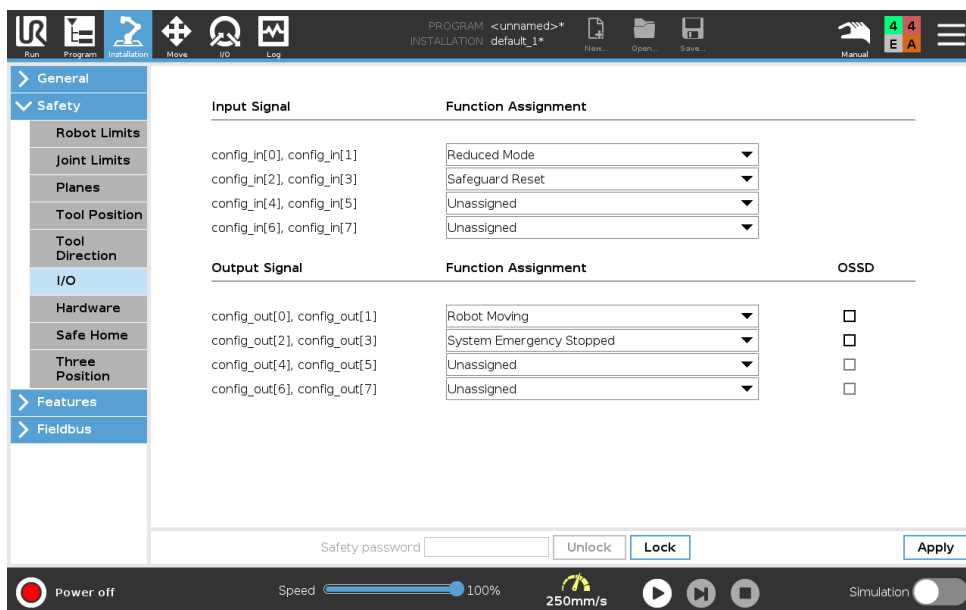 PROGRAM <unnamed>*
INSTALLATION default_1*
UR
Run
Program
Installation
Move
I/O
Log
New...
Open...
Save...
Manual
4 4
E A
General
Safety
Robot Limits
Joint Limits
Planes
Tool Position
Tool
Direction
I/O
Hardware
Safe Home
Three
Position
Features
Fieldbus
Input Signal Function Assignment
config_in[0], config_in[1] Reduced Mode
config_in[2], config_in[3] Safeguard Reset
config_in[4], config_in[5] Unassigned
config_in[6], config_in[7] Unassigned
Output Signal Function Assignment OSSD
config_out[0], config_out[1] Robot Moving
config_out[2], config_out[3] System Emergency Stopped
config_out[4], config_out[5] Unassigned
config_out[6], config_out[7] Unassigned
Safety password Unlock Lock Apply
Power off Speed 100% 250mm/s Simulation